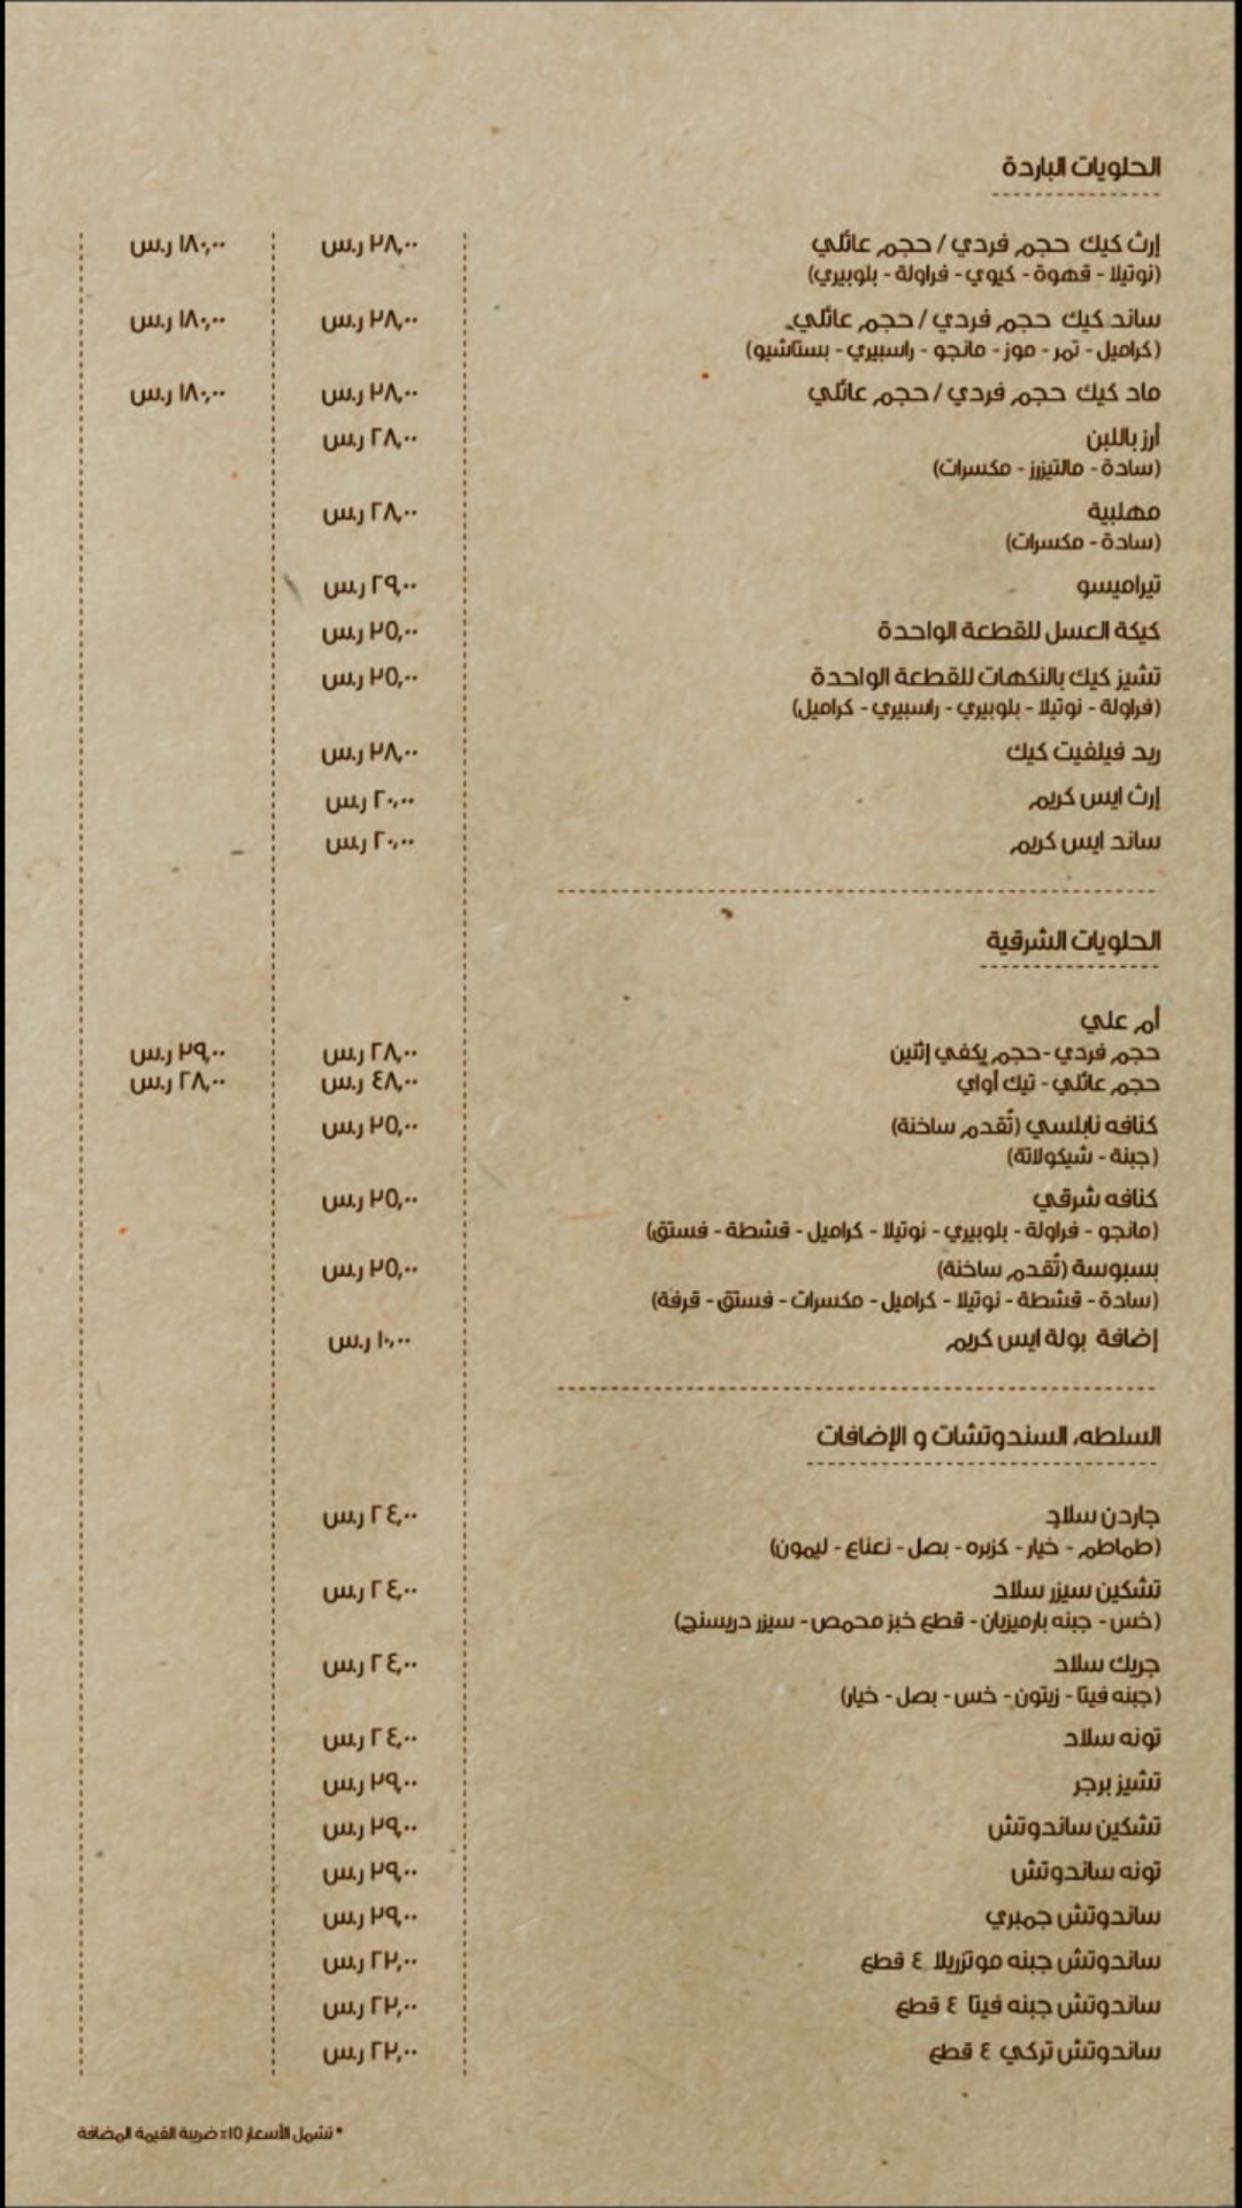 الحلويات الباردة
إرث كيك حجم فردي / حجم عائلي ٢٨,٠٠ ر.س ١٨٠,٠٠ ر.س
(نوتيلا - قهوة - كيوي - فراولة - بلوبيري)
ساند كيك حجم فردي / حجم عائلي ٢٨,٠٠ ر.س ١٨٠,٠٠ ر.س
(كراميل - تمر - موز - مانجو - راسبيري - بستاشيو)
ماد كيك حجم فردي / حجم عائلي ٢٨,٠٠ ر.س ١٨٠,٠٠ ر.س
أرز باللبن ٢٨,٠٠ ر.س
(سادة - مالتيزرز - مكسرات)
مهلبية ٢٨,٠٠ ر.س
(سادة - مكسرات)
تيراميسو ٢٩,٠٠ ر.س
كيكة العسل للقطعة الواحدة ٢٥,٠٠ ر.س
تشيز كيك بالنكهات للقطعة الواحدة ٢٥,٠٠ ر.س
(فراولة - نوتيلا - بلوبيري - راسبيري - كراميل)
ريد فيلفيت كيك ٢٨,٠٠ ر.س
إرث ايس كريم ٢٠,٠٠ ر.س
ساند ايس كريم ٢٠,٠٠ ر.س
الحلويات الشرقية
أم علي
حجم فردي -حجم يكفي إثنين ٢٨,٠٠ ر.س ٢٩,٠٠ ر.س
حجم عائلي - تيك أواي ٤٨,٠٠ ر.س ٢٨,٠٠ ر.س
كنافه نابلسي (تُقدم ساخنة) ٢٥,٠٠ ر.س
(جبنة - شيكولاتة)
كنافه شرقي ٢٥,٠٠ ر.س
(مانجو - فراولة - بلوبيري - نوتيلا - كراميل - قشطة - فستق)
بسبوسة (تُقدم ساخنة) ٢٥,٠٠ ر.س
(سادة - قشطة - نوتيلا - كراميل - مكسرات - فستق - قرفة)
إضافة بولة ايس كريم ١٠,٠٠ ر.س
السلطه، السندوتشات و الإضافات
جاردن سلاد ٢٤,٠٠ ر.س
(طماطم - خيار - كزبره - بصل - نعناع - ليمون)
تشكين سيزر سلاد ٢٤,٠٠ ر.س
(خس - جبنه بارميزيان - قطع خبز محمص - سيزر دريسنج)
جريك سلاد ٢٤,٠٠ ر.س
(جبنه فيتا - زيتون - خس - بصل - خيار)
تونه سلاد ٢٤,٠٠ ر.س
تشيز برجر ٢٩,٠٠ ر.س
تشكين ساندوتش ٢٩,٠٠ ر.س
تونه ساندوتش ٢٩,٠٠ ر.س
ساندوتش جمبري ٢٩,٠٠ ر.س
ساندوتش جبنه موتزريلا ٤ قطع ٢٢,٠٠ ر.س
ساندوتش جبنه فيتا ٤ قطع ٢٢,٠٠ ر.س
ساندوتش تركي ٤ قطع ٢٢,٠٠ ر.س
* تشمل الأسعار ١٥٪ ضريبة القيمة المضافة